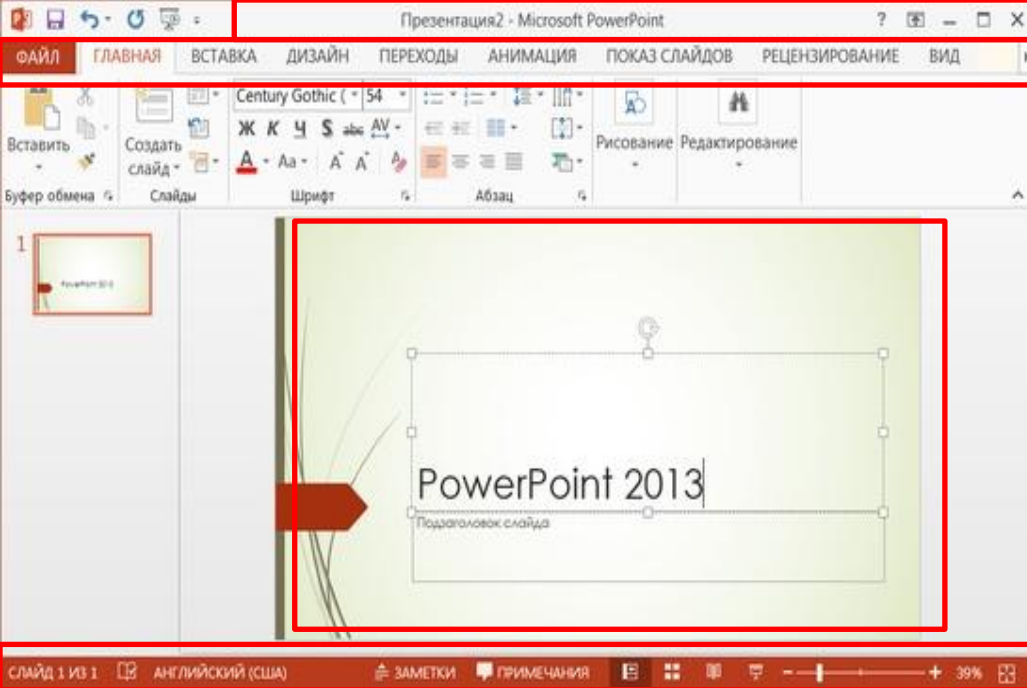 Презентация2 - Microsoft PowerPoint
ФАЙЛ ГЛАВНАЯ ВСТАВКА ДИЗАЙН ПЕРЕХОДЫ АНИМАЦИЯ ПОКАЗ СЛАЙДОВ РЕЦЕНЗИРОВАНИЕ ВИД
Century Gothic ( 54
Ж К Ч S abc AV
Вставить
Создать
слайд
A Aa A A
Рисование Редактирование
Буфер обмена Слайды Шрифт Абзац
1
PowerPoint 2013
PowerPoint 2013
Подзаголовок слайда
СЛАЙД 1 ИЗ 1 АНГЛИЙСКИЙ (США) ЗАМЕТКИ ПРИМЕЧАНИЯ 39%